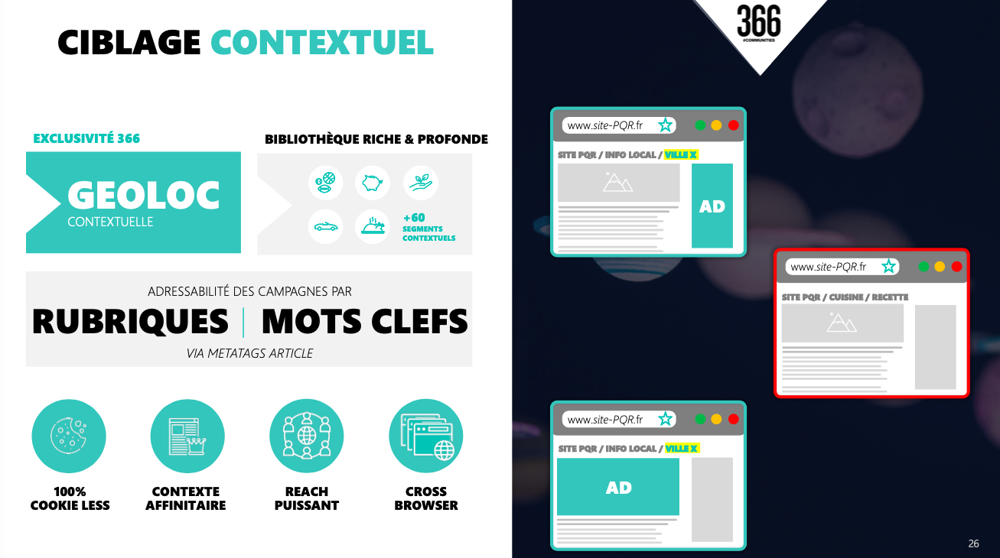 CIBLAGE CONTEXTUEL
EXCLUSIVITÉ 366
GEOLOC
CONTEXTUELLE
BIBLIOTHÈQUE RICHE & PROFONDE
+60
SEGMENTS
CONTEXTUELS
ADRESSABILITÉ DES CAMPAGNES PAR
RUBRIQUES | MOTS CLEFS
VIA METATAGS ARTICLE
100%
COOKIE LESS
CONTEXTE
AFFINITAIRE
REACH
PUISSANT
CROSS
BROWSER
366
#COMMUNITIES
www.site-PQR.fr
SITE PQR / INFO LOCAL / VILLE X
AD
www.site-PQR.fr
SITE PQR / CUISINE / RECETTE
www.site-PQR.fr
SITE PQR / INFO LOCAL / VILLE X
AD
26